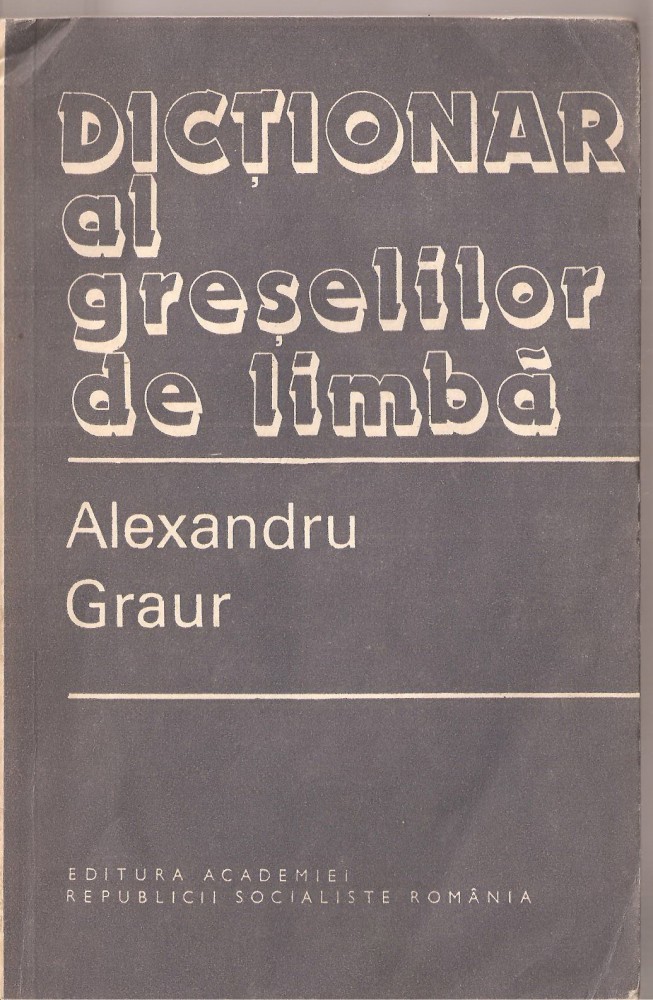 DICȚIONAR
al
greșelilor
de limbă
Alexandru
Graur
EDITURA ACADEMIEI
REPUBLICII SOCIALISTE ROMÂNIA